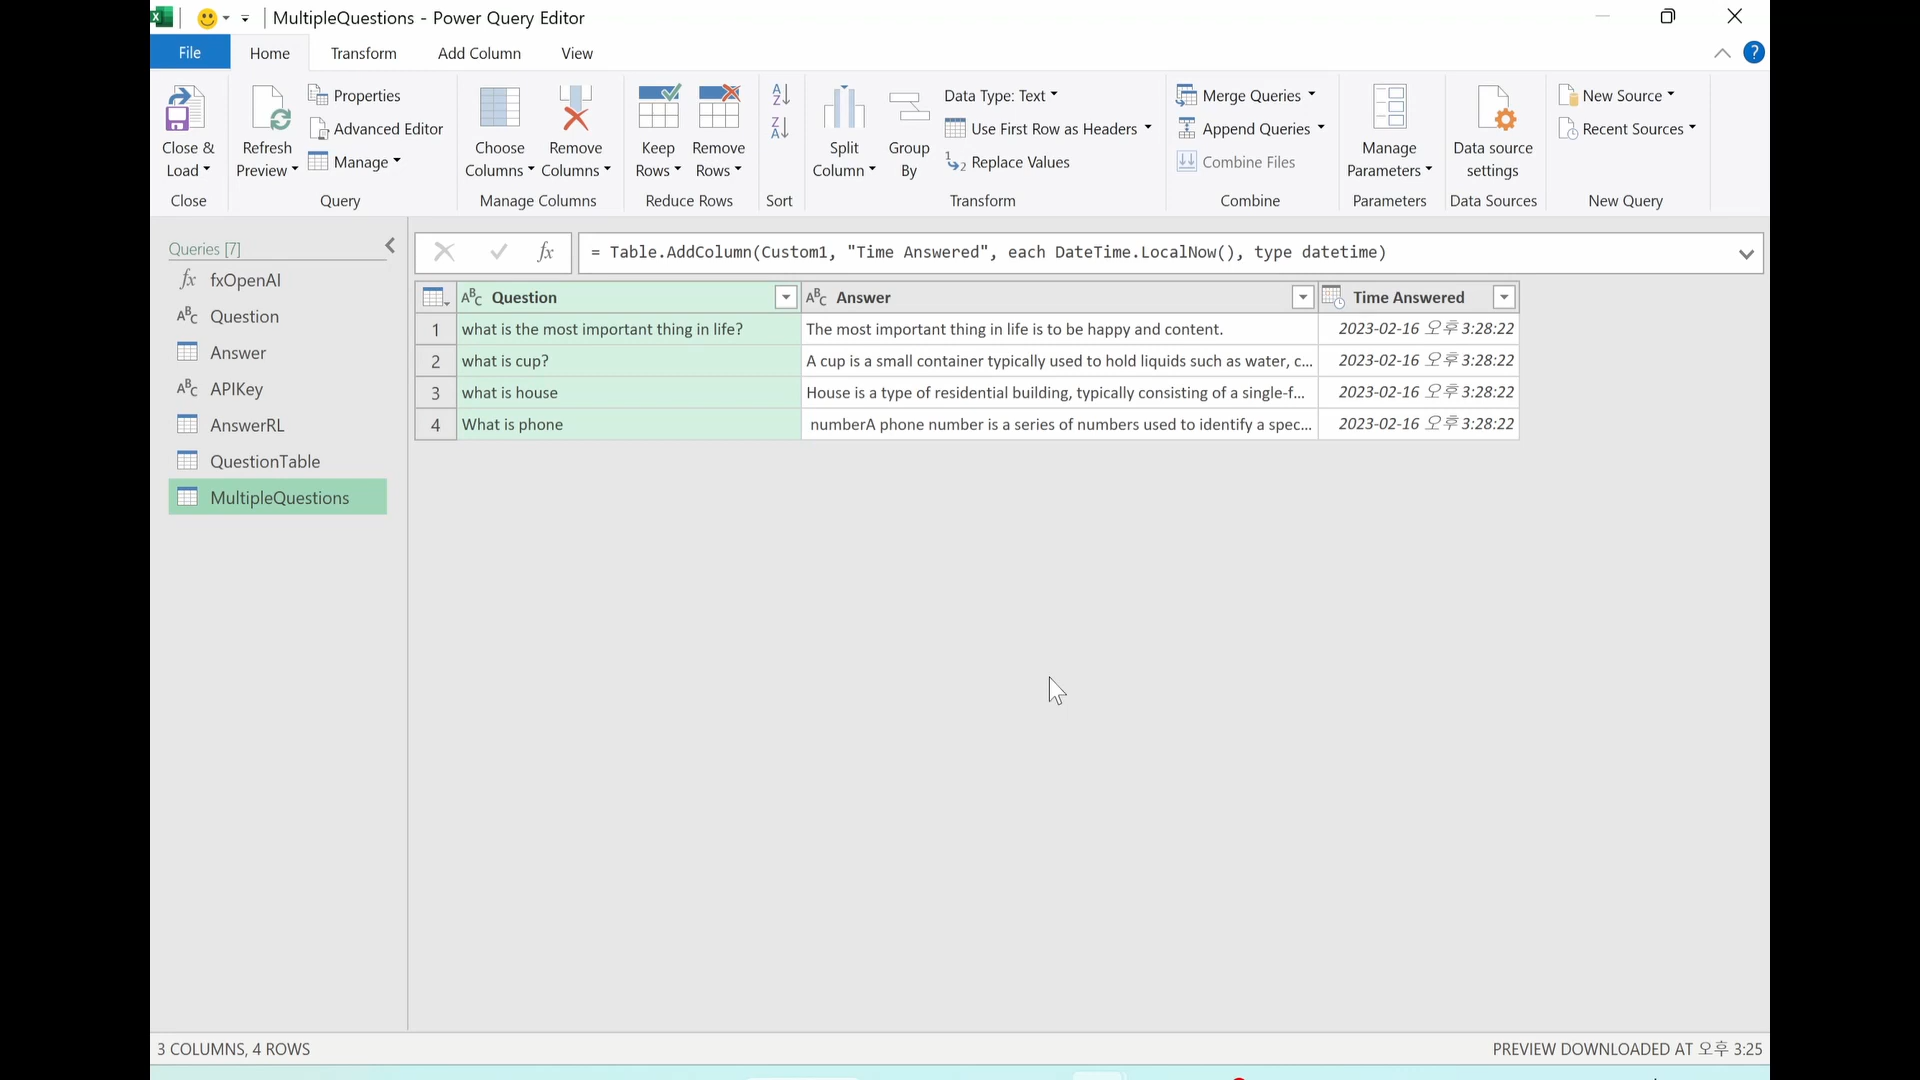 MultipleQuestions - Power Query Editor
File Home Transform Add Column View
Close & Load
Close
Refresh Preview
Properties
Advanced Editor
Manage
Query
Choose Columns
Remove Columns
Manage Columns
Keep Rows
Remove Rows
Reduce Rows
Sort
Split Column
Group By
Data Type: Text
Use First Row as Headers
Replace Values
Transform
Merge Queries
Append Queries
Combine Files
Combine
Manage Parameters
Parameters
Data source settings
Data Sources
New Source
Recent Sources
New Query
Queries [7]
fx fxOpenAI
ABC Question
Answer
ABC APIKey
AnswerRL
QuestionTable
MultipleQuestions
fx = Table.AddColumn(Custom1, "Time Answered", each DateTime.LocalNow(), type datetime)
ABC Question ABC Answer Time Answered
1 what is the most important thing in life? The most important thing in life is to be happy and content. 2023-02-16 오후 3:28:22
2 what is cup? A cup is a small container typically used to hold liquids such as water, c... 2023-02-16 오후 3:28:22
3 what is house House is a type of residential building, typically consisting of a single-f... 2023-02-16 오후 3:28:22
4 What is phone numberA phone number is a series of numbers used to identify a spec... 2023-02-16 오후 3:28:22
3 COLUMNS, 4 ROWS
PREVIEW DOWNLOADED AT 오후 3:25